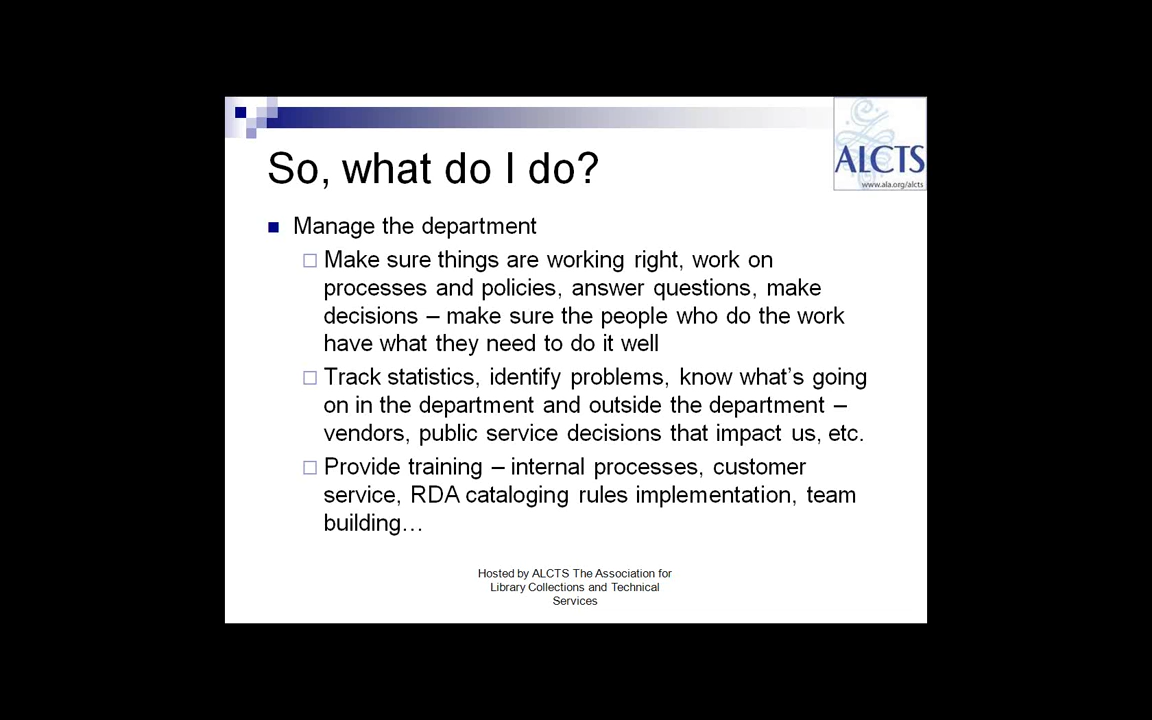 ALCTS
www.ala.org/alcts
So, what do I do?
Manage the department
Make sure things are working right, work on
processes and policies, answer questions, make
decisions – make sure the people who do the work
have what they need to do it well
Track statistics, identify problems, know what’s going
on in the department and outside the department –
vendors, public service decisions that impact us, etc.
Provide training – internal processes, customer
service, RDA cataloging rules implementation, team
building…
Hosted by ALCTS The Association for
Library Collections and Technical
Services